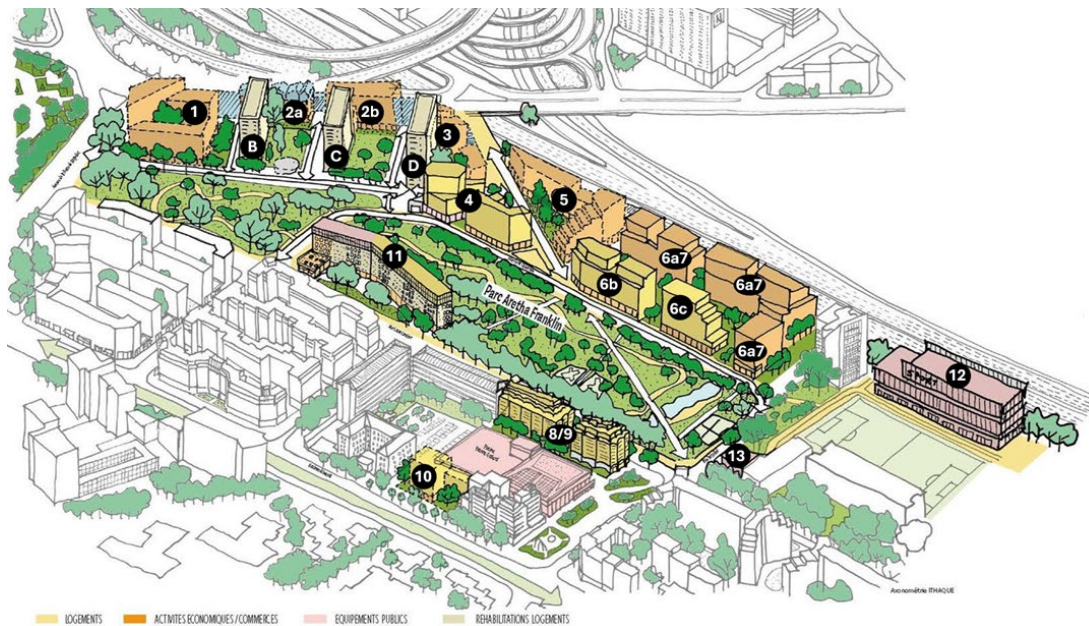 1
2a
2b
B
C
D
3
4
5
11
6a7
6b
6a7
6c
Parc Aretha Franklin
6a7
12
8/9
13
10
Axonométrie ITHAQUE
LOGEMENTS
ACTIVITES ECONOMIQUES/COMMERCES
EQUIPEMENTS PUBLICS
REHABILITATIONS LOGEMENTS